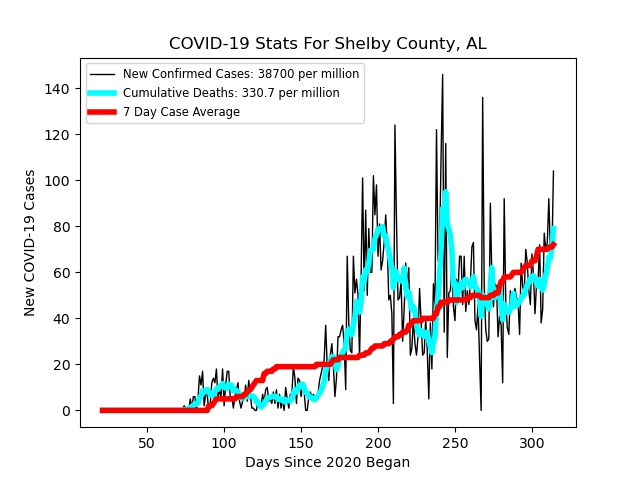 COVID-19 Stats For Shelby County, AL
New Confirmed Cases: 38700 per million
Cumulative Deaths: 330.7 per million
7 Day Case Average
New COVID-19 Cases
140
120
100
80
60
40
20
0
50 100 150 200 250 300
Days Since 2020 Began